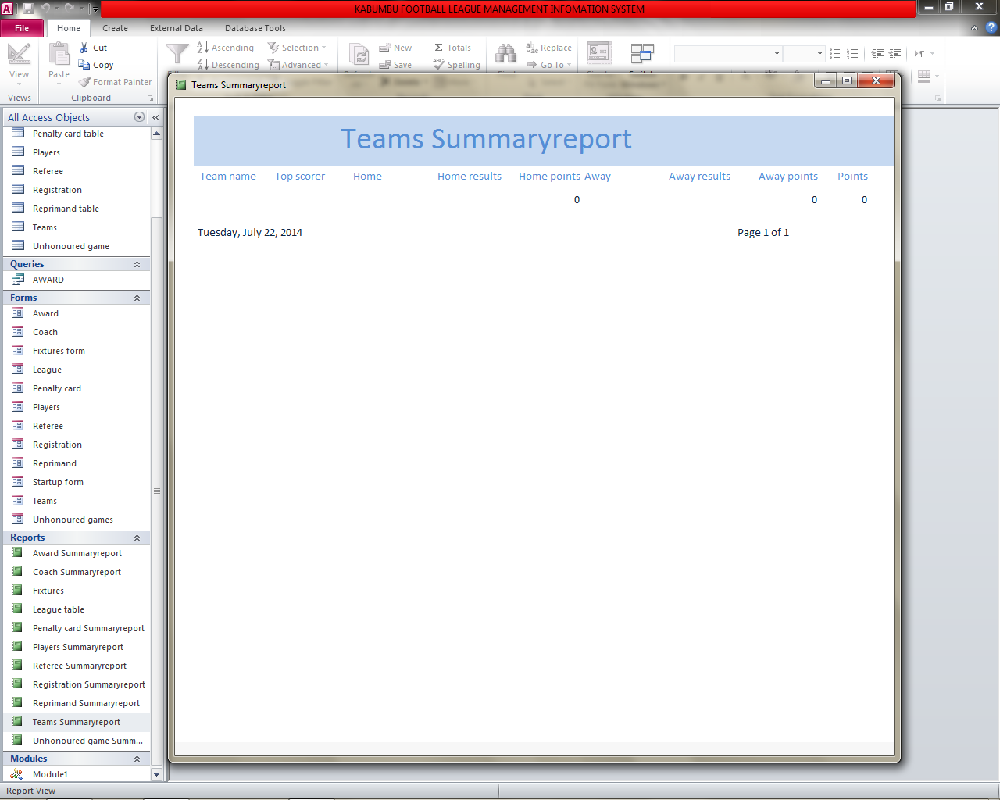 KABUMBU FOOTBALL LEAGUE MANAGEMENT INFOMATION SYSTEM
File Home Create External Data Database Tools
View Paste Cut Copy Format Painter
Ascending Descending Selection Advanced
New Save Totals Spelling
Replace Go To
Views Clipboard
All Access Objects
Penalty card table
Players
Referee
Registration
Reprimand table
Teams
Unhonoured game
Queries
AWARD
Forms
Award
Coach
Fixtures form
League
Penalty card
Players
Referee
Registration
Reprimand
Startup form
Teams
Unhonoured games
Reports
Award Summaryreport
Coach Summaryreport
Fixtures
League table
Penalty card Summaryreport
Players Summaryreport
Referee Summaryreport
Registration Summaryreport
Reprimand Summaryreport
Teams Summaryreport
Unhonoured game Summ...
Modules
Module1
Teams Summaryreport
Teams Summaryreport
Team name Top scorer Home Home results Home points Away Away results Away points Points
0 0 0
Tuesday, July 22, 2014 Page 1 of 1
Report View